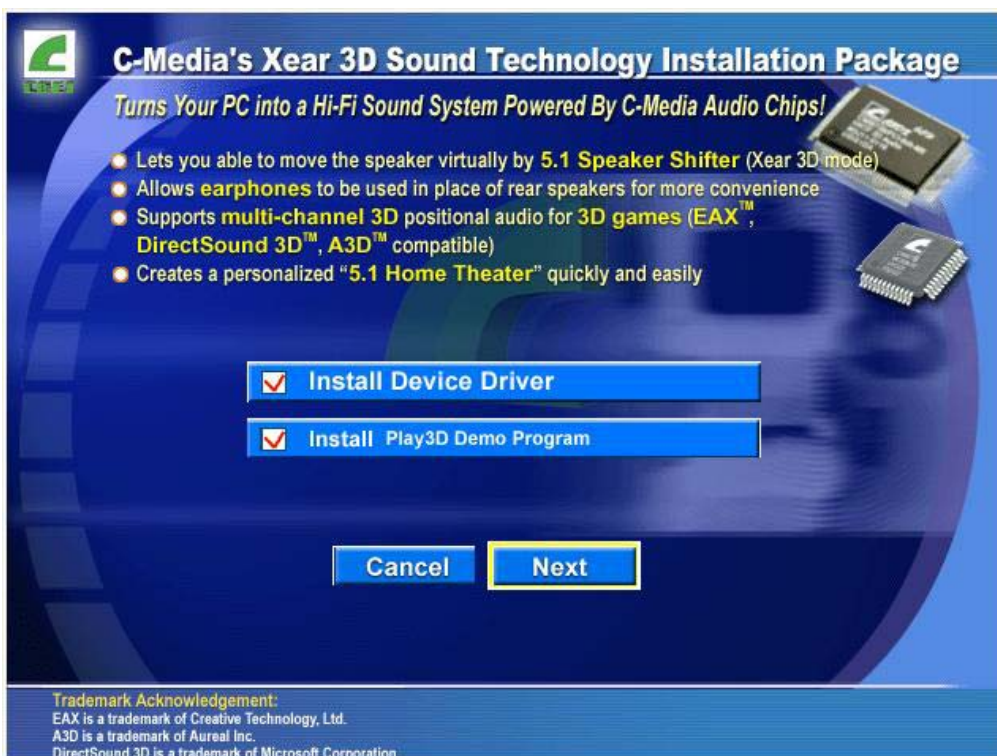 C-Media's Xear 3D Sound Technology Installation Package
Turns Your PC into a Hi-Fi Sound System Powered By C-Media Audio Chips!
Lets you able to move the speaker virtually by 5.1 Speaker Shifter (Xear 3D mode)
Allows earphones to be used in place of rear speakers for more convenience
Supports multi-channel 3D positional audio for 3D games (EAX™,
DirectSound 3D™, A3D™ compatible)
Creates a personalized “5.1 Home Theater” quickly and easily
Install Device Driver
Install Play3D Demo Program
Cancel
Next
Trademark Acknowledgement:
EAX is a trademark of Creative Technology, Ltd.
A3D is a trademark of Aureal Inc.
DirectSound 3D is a trademark of Microsoft Corporation